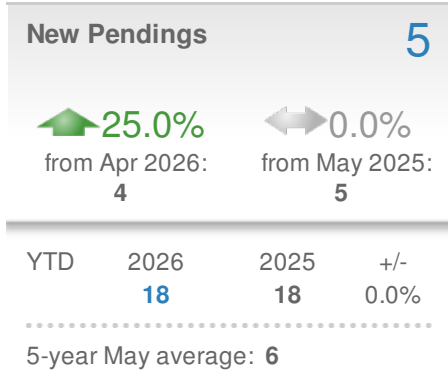 New Pendings 5
25.0% 0.0%
from Apr 2026: from May 2025:
4 5
YTD 2026 2025 +/-
18 18 0.0%
5-year May average: 6